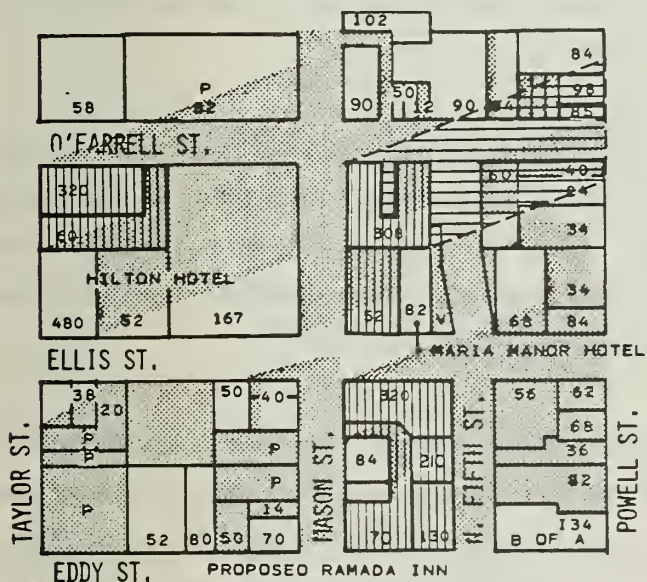 102
P
84
58
82
90
50
12
90
84
98
85
O'FARRELL ST.
320
60
40
24
60
308
34
HILTON HOTEL
480
52
167
52
82
68
34
84
ELLIS ST.
MARIA MANOR HOTEL
38
20
50
40
320
56
62
68
P
P
P
84
210
36
P
P
82
14
52
80
50
70
70
130
134
B OF A
TAYLOR ST.
MASON ST.
N. FIFTH ST.
POWELL ST.
EDDY ST.
PROPOSEO RAMADA INN